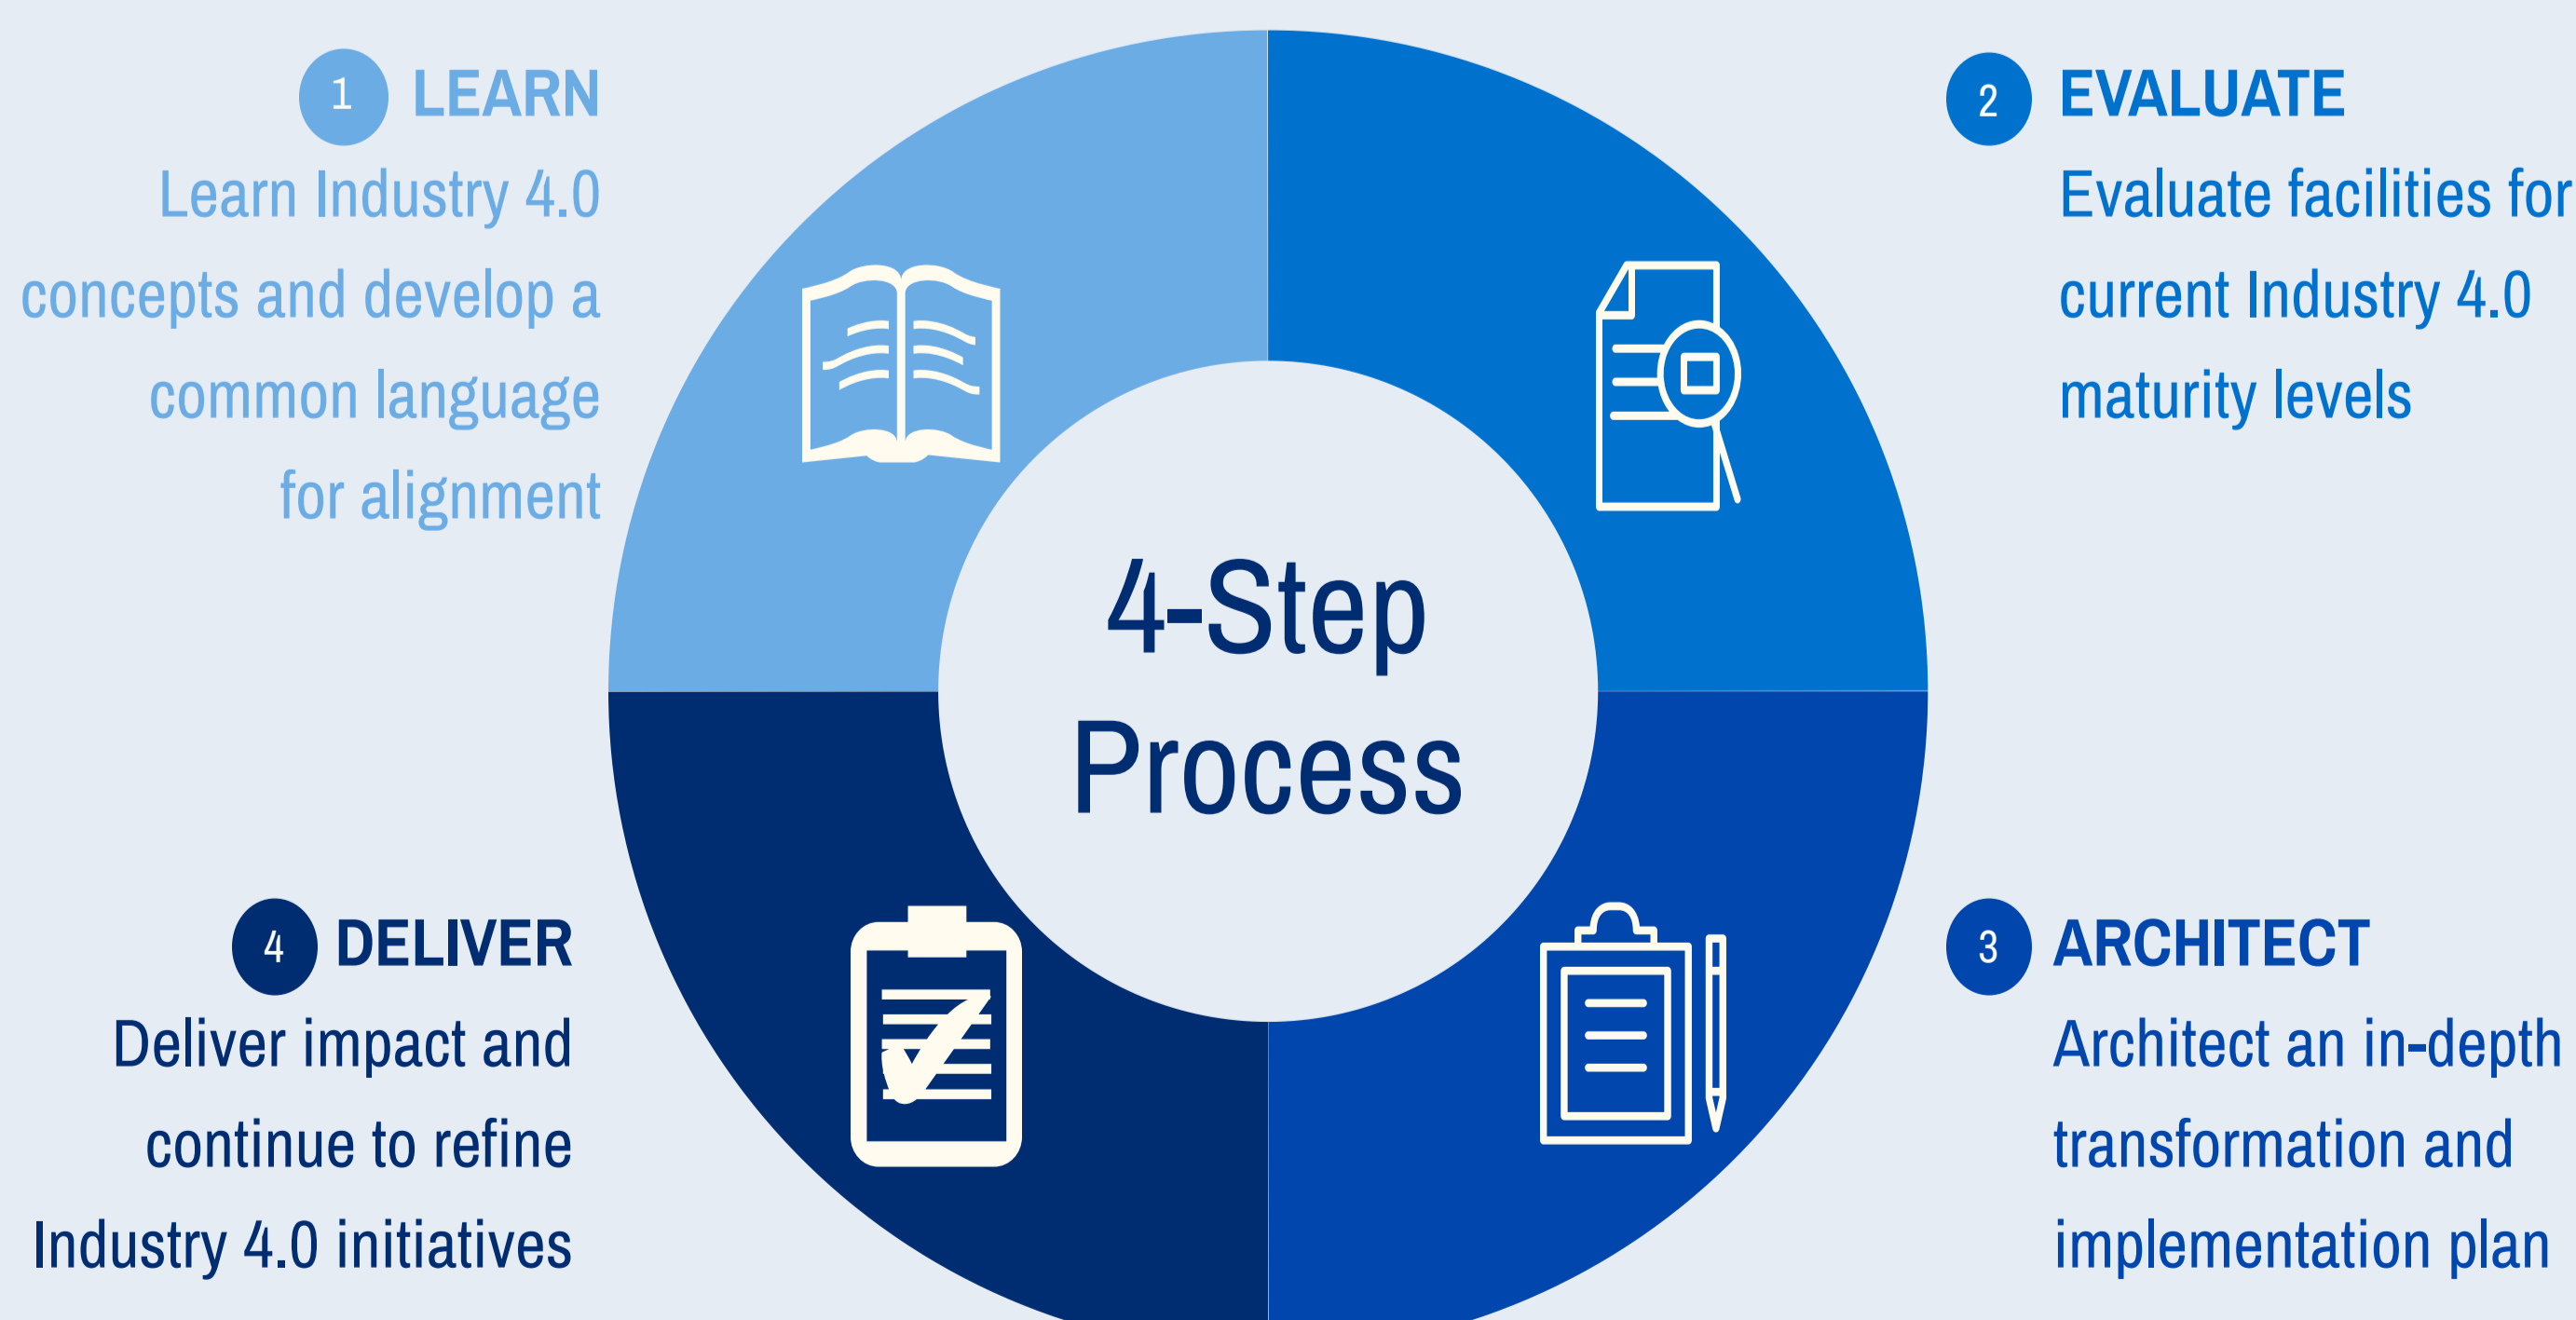 1 LEARN
Learn Industry 4.0
concepts and develop a
common language
for alignment
2 EVALUATE
Evaluate facilities for
current Industry 4.0
maturity levels
4-Step
Process
3 ARCHITECT
Architect an in-depth
transformation and
implementation plan
4 DELIVER
Deliver impact and
continue to refine
Industry 4.0 initiatives